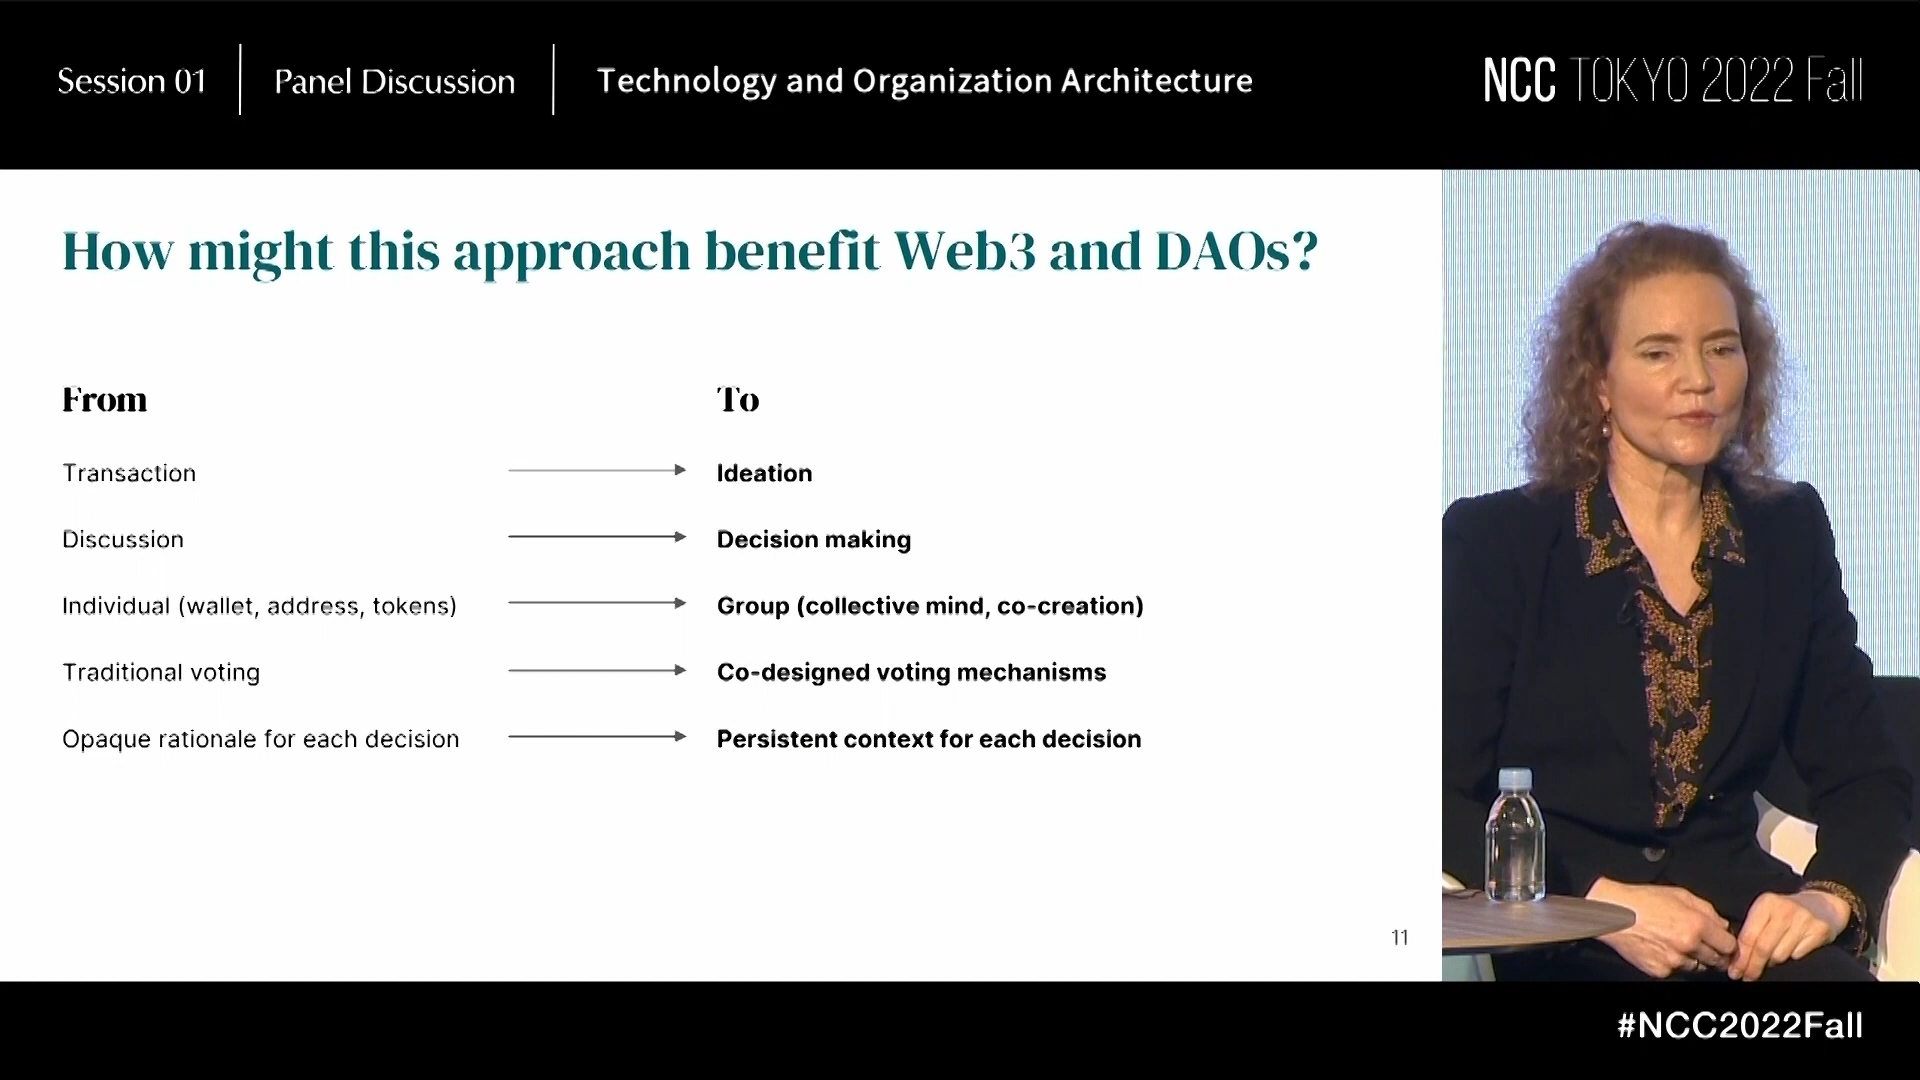 Session 01
Panel Discussion
Technology and Organization Architecture
NCC TOKYO 2022 Fall
How might this approach benefit Web3 and DAOs?
From
To
Transaction
Ideation
Discussion
Decision making
Individual (wallet, address, tokens)
Group (collective mind, co-creation)
Traditional voting
Co-designed voting mechanisms
Opaque rationale for each decision
Persistent context for each decision
11
#NCC2022Fall